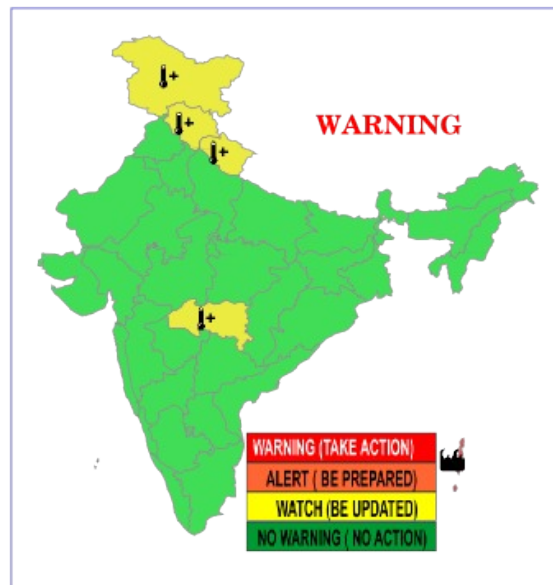 WARNING
WARNING (TAKE ACTION)
ALERT ( BE PREPARED)
WATCH (BE UPDATED)
NO WARNING ( NO ACTION)